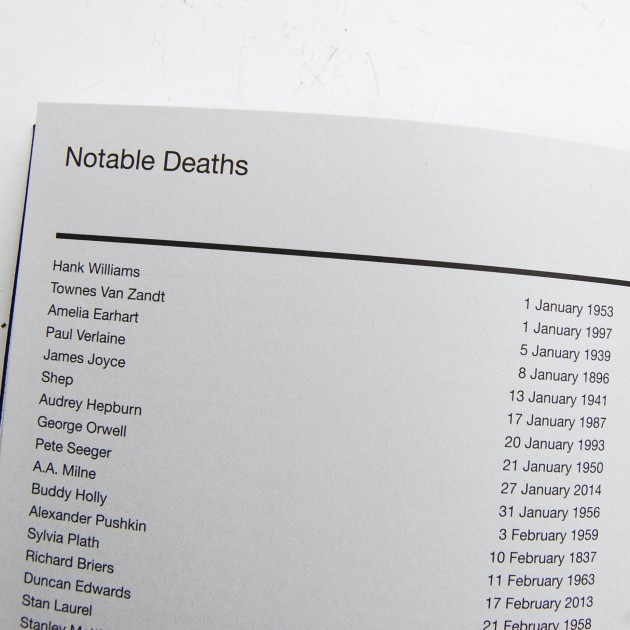 Notable Deaths
Hank Williams 1 January 1953
Townes Van Zandt 1 January 1997
Amelia Earhart 5 January 1939
Paul Verlaine 8 January 1896
James Joyce 13 January 1941
Shep 17 January 1987
Audrey Hepburn 20 January 1993
George Orwell 21 January 1950
Pete Seeger 27 January 2014
A.A. Milne 31 January 1956
Buddy Holly 3 February 1959
Alexander Pushkin 10 February 1837
Sylvia Plath 11 February 1963
Richard Briers 17 February 2013
Duncan Edwards 21 February 1958
Stan Laurel
Stanley